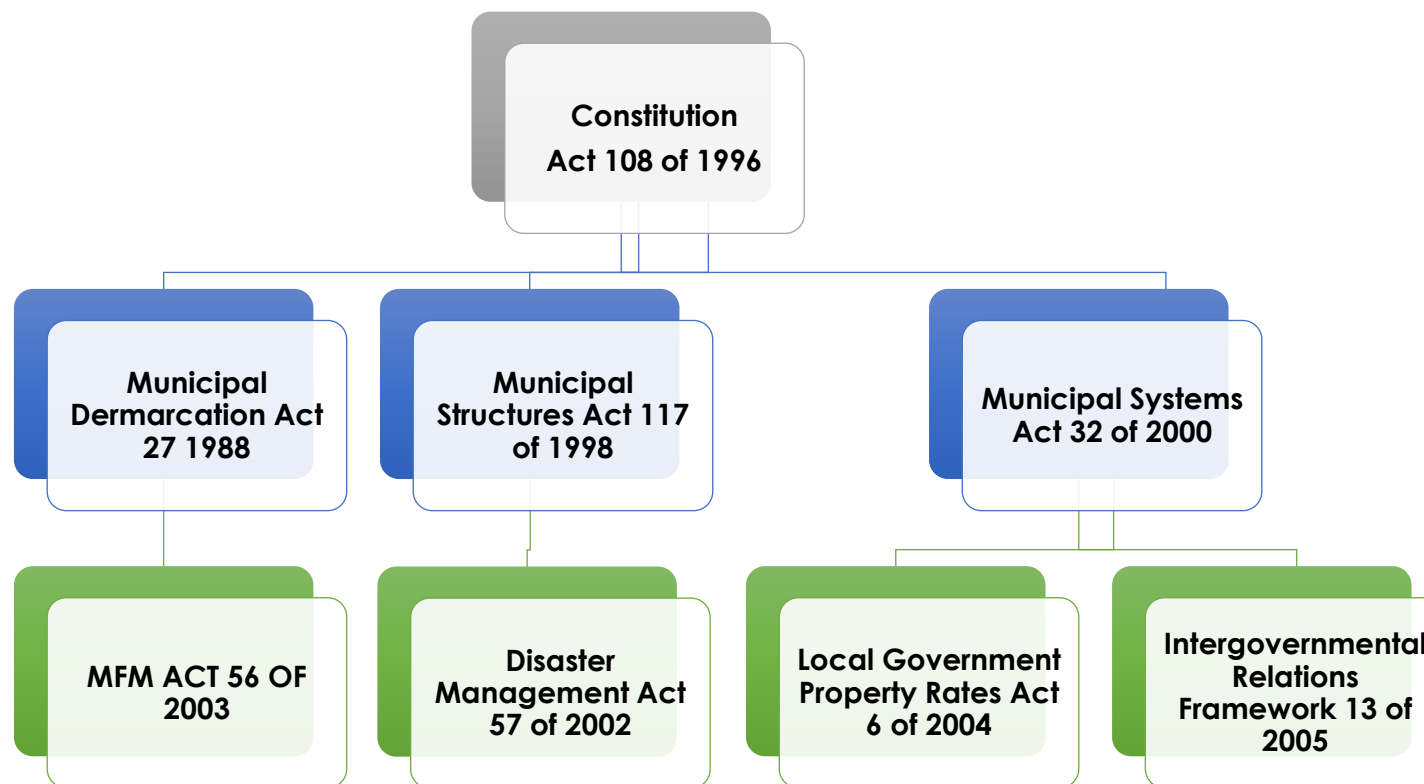 Constitution
Act 108 of 1996
Municipal
Dermarcation Act
27 1988
Municipal
Structures Act 117
of 1998
Municipal Systems
Act 32 of 2000
MFM ACT 56 OF
2003
Disaster
Management Act
57 of 2002
Local Government
Property Rates Act
6 of 2004
Intergovernmental
Relations
Framework 13 of
2005